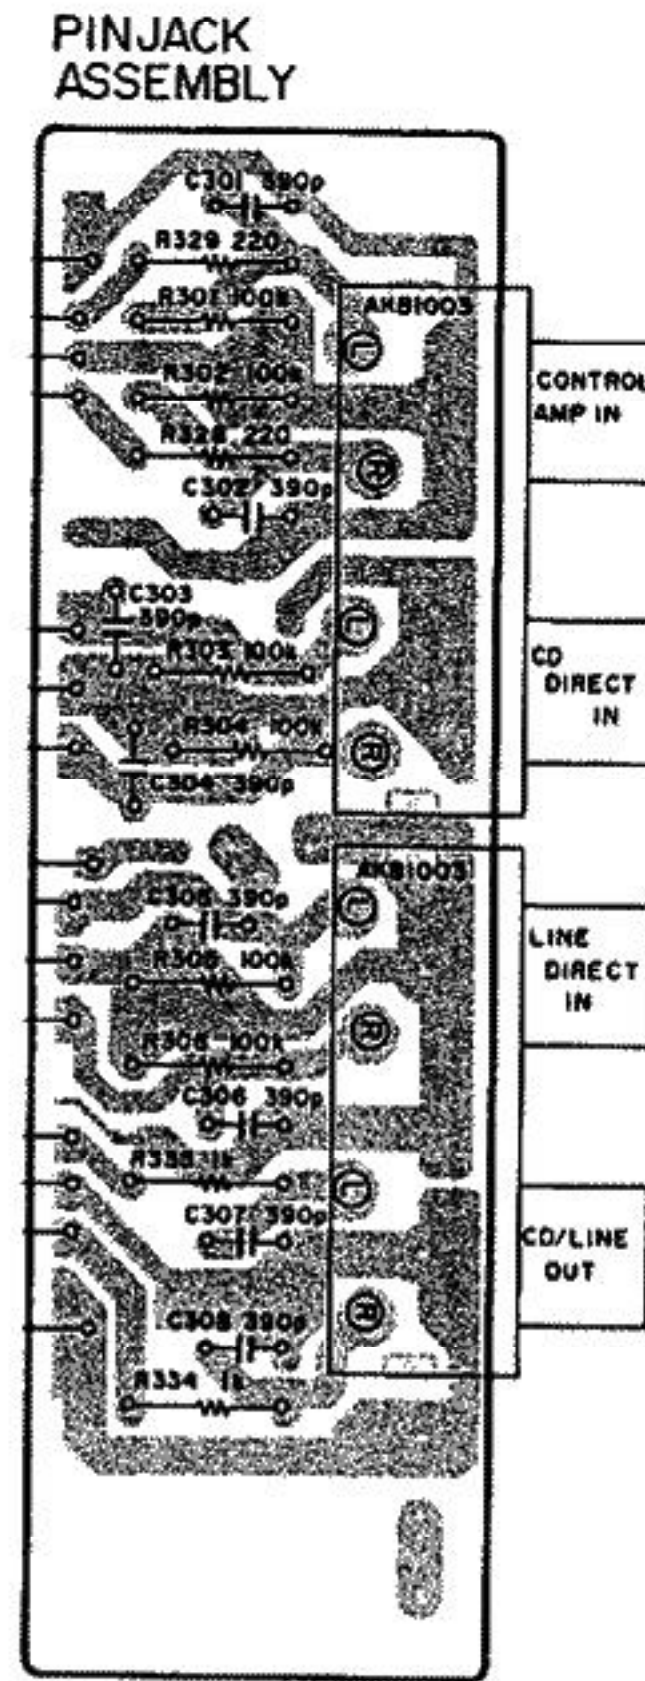 PINJACK
ASSEMBLY
C301 390p
R329 220
R301 100k
AKB1003
L
CONTROL
AMP IN
R302 100k
R328 220
R
C302 390p
C303
390p
L
R303 100k
CD
DIRECT
IN
R304 100k
R
C304 390p
AKB1003
C305 390p
L
LINE
DIRECT
IN
R305 100k
R
R306 100k
C306 390p
R335 1k
L
C307 390p
CD/LINE
OUT
C308 390p
R
R334 1k